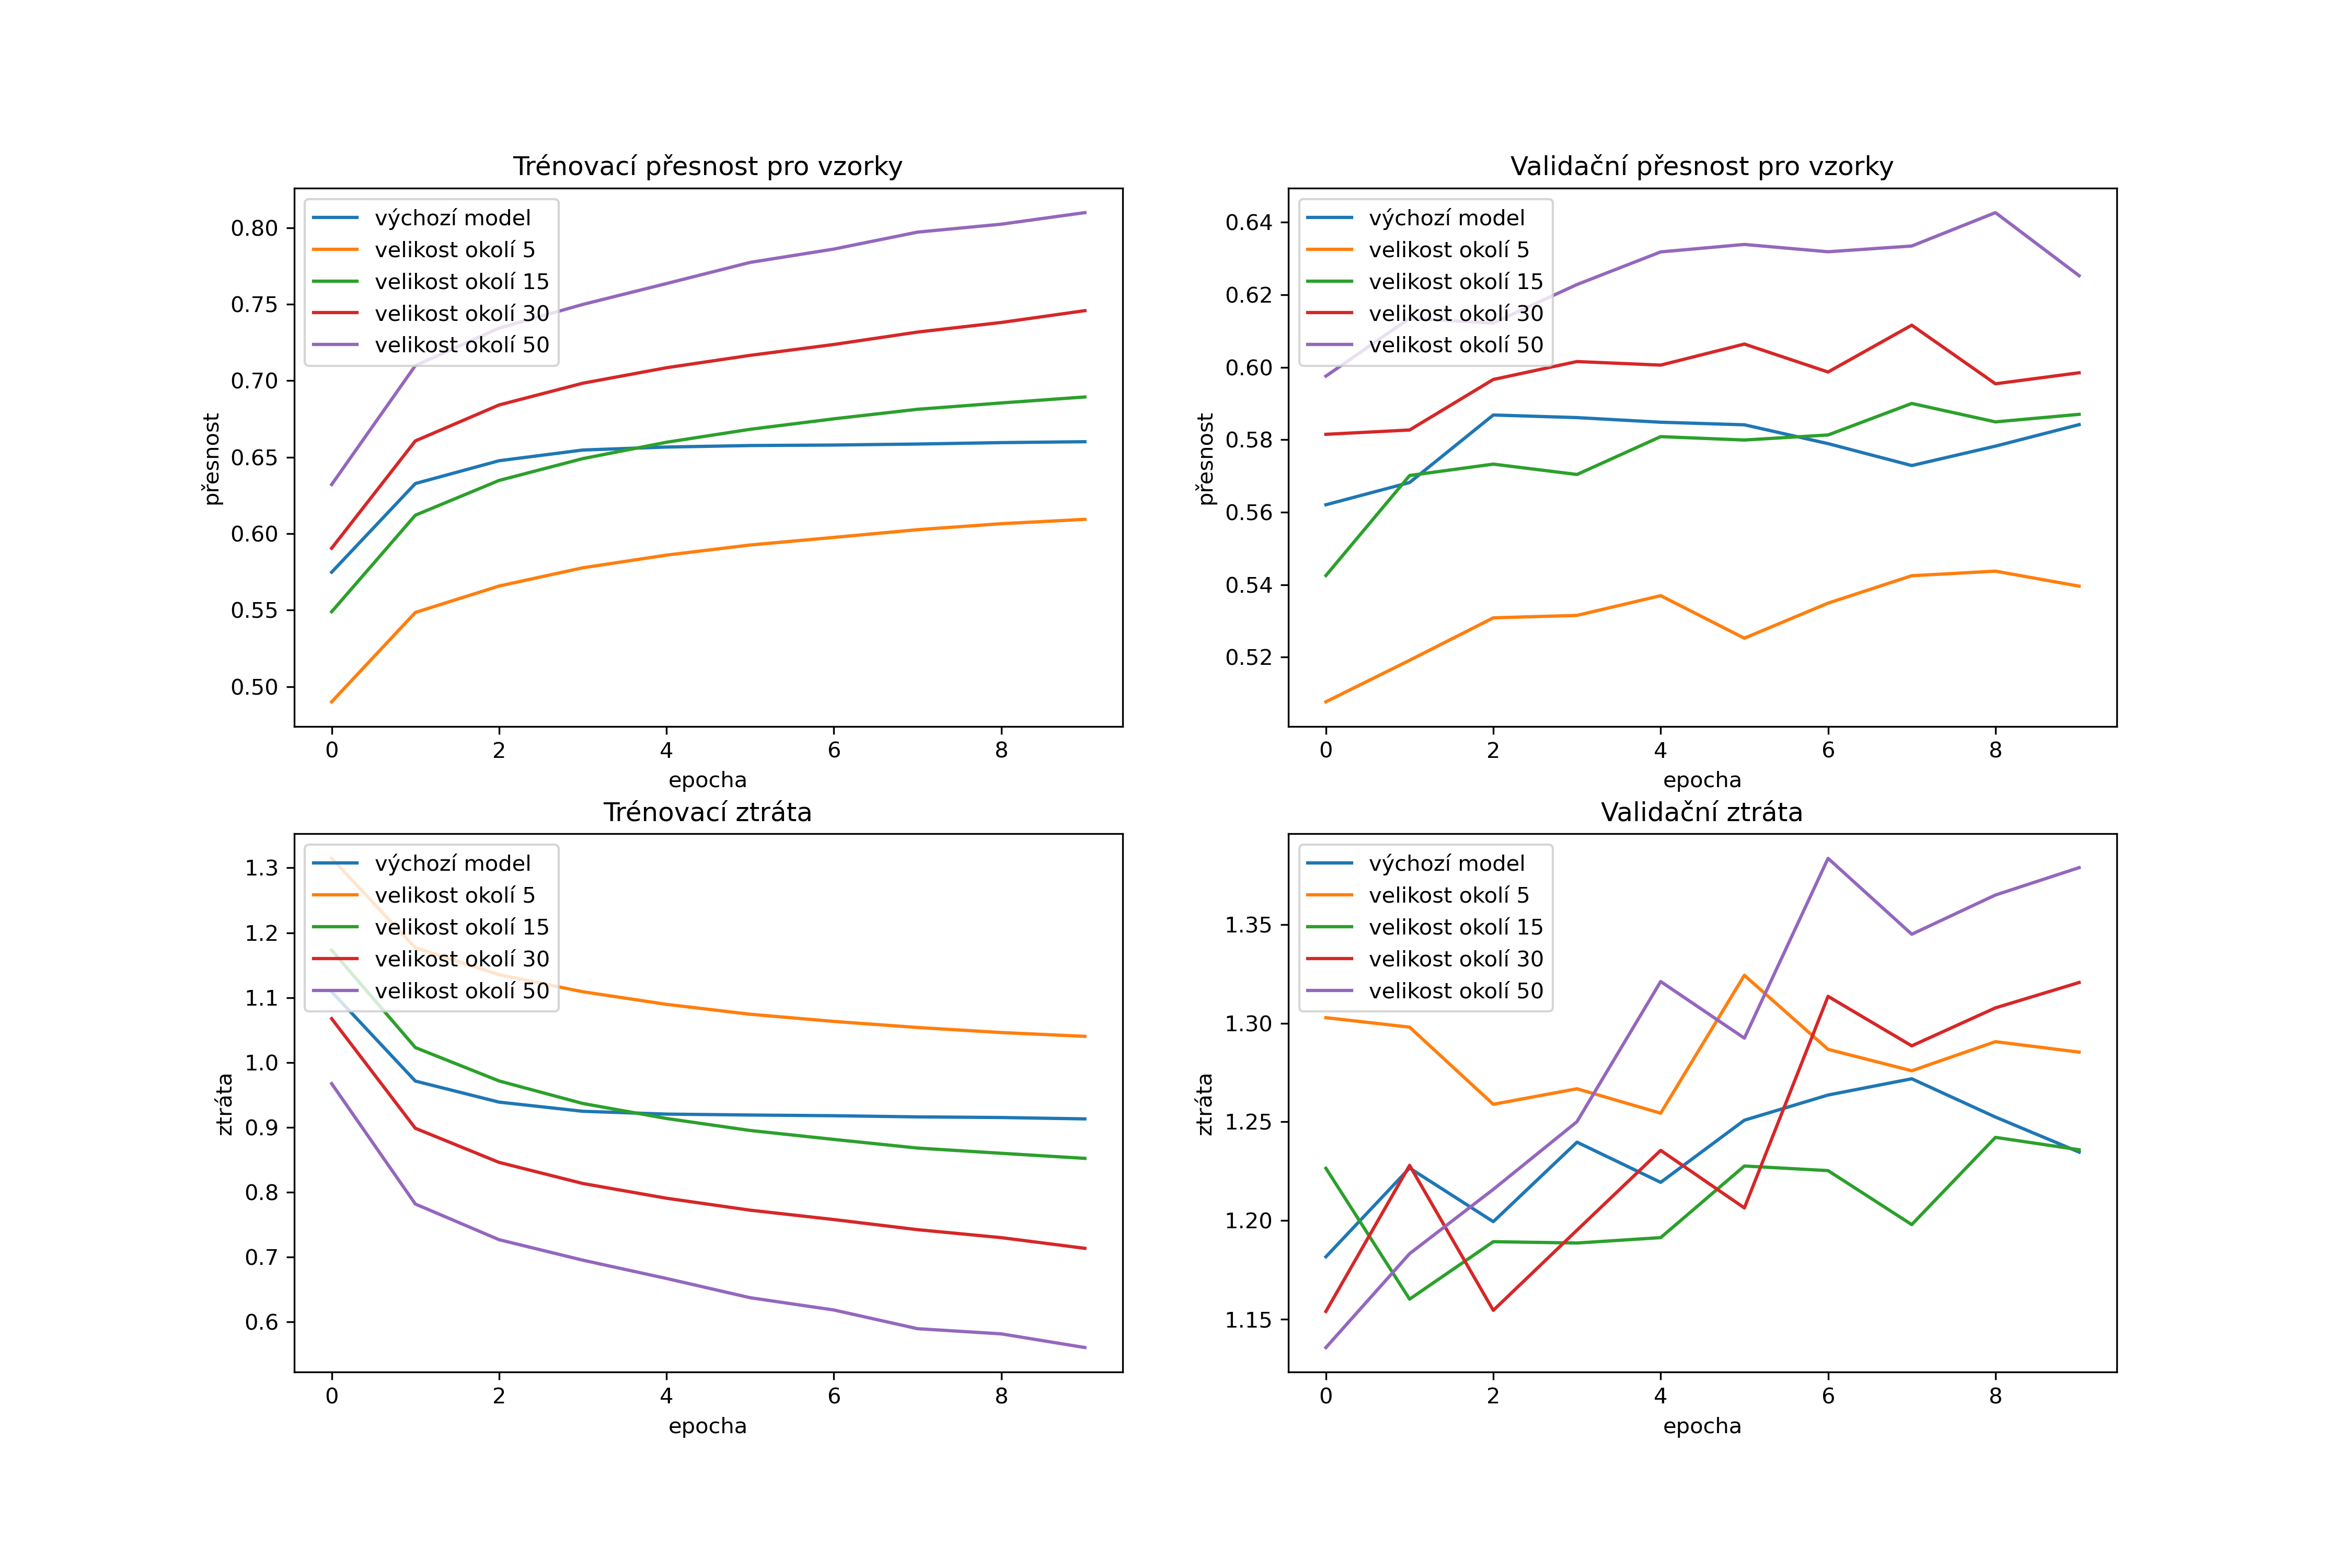 Trénovací přesnost pro vzorky
přesnost
0.80
0.75
0.70
0.65
0.60
0.55
0.50
výchozí model
velikost okolí 5
velikost okolí 15
velikost okolí 30
velikost okolí 50
0 2 4 6 8
epocha
Validační přesnost pro vzorky
přesnost
0.64
0.62
0.60
0.58
0.56
0.54
0.52
výchozí model
velikost okolí 5
velikost okolí 15
velikost okolí 30
velikost okolí 50
0 2 4 6 8
epocha
Trénovací ztráta
ztráta
1.3
1.2
1.1
1.0
0.9
0.8
0.7
0.6
výchozí model
velikost okolí 5
velikost okolí 15
velikost okolí 30
velikost okolí 50
0 2 4 6 8
epocha
Validační ztráta
ztráta
1.35
1.30
1.25
1.20
1.15
výchozí model
velikost okolí 5
velikost okolí 15
velikost okolí 30
velikost okolí 50
0 2 4 6 8
epocha